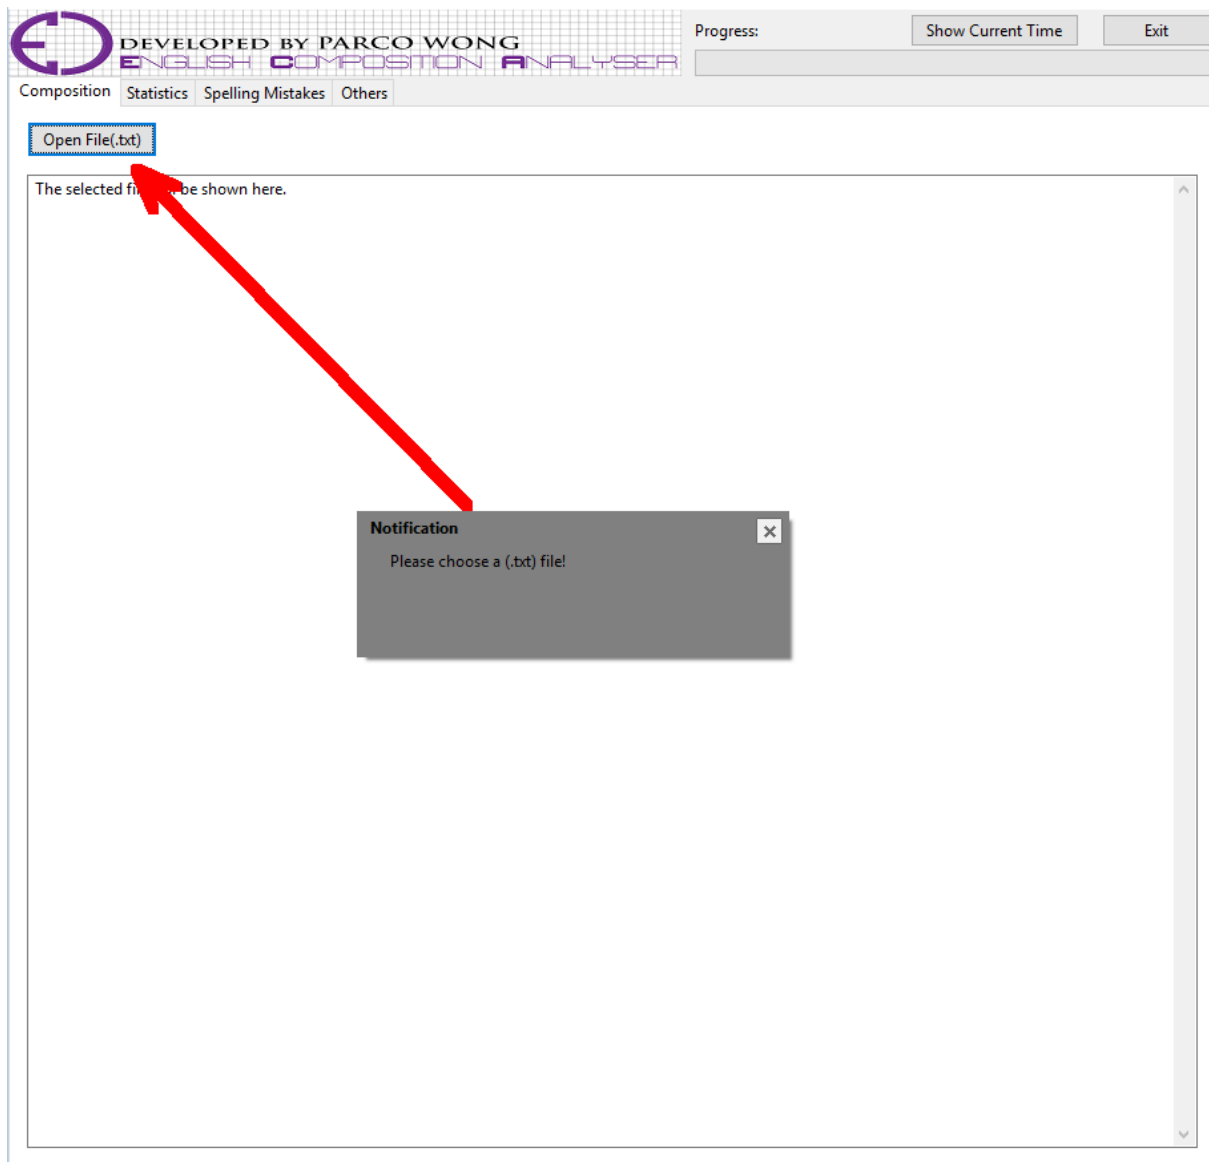 DEVELOPED BY PARCO WONG
ENGLISH COMPOSITION ANALYSER
Progress:
Show Current Time
Exit
Composition
Statistics
Spelling Mistakes
Others
Open File(.txt)
The selected be shown here.
Notification
Please choose a (.txt) file!